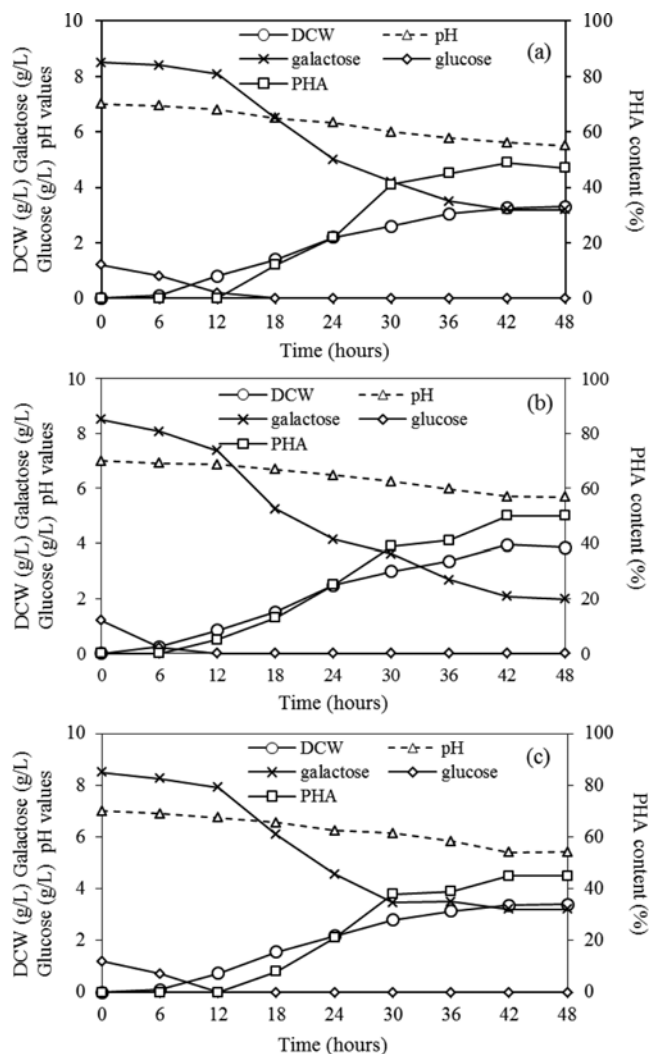 DCW (g/L) Galactose (g/L)
Glucose (g/L) pH values
10
8
6
4
2
0
DCW
pH
(a)
galactose
glucose
PHA
100
80
60
40
20
0
PHA content (%)
0 6 12 18 24 30 36 42 48
Time (hours)
DCW (g/L) Galactose (g/L)
Glucose (g/L) pH values
10
8
6
4
2
0
DCW
pH
(b)
galactose
glucose
PHA
100
80
60
40
20
0
PHA content (%)
0 6 12 18 24 30 36 42 48
Time (hours)
DCW (g/L) Galactose (g/L)
Glucose (g/L) pH values
10
8
6
4
2
0
DCW
pH
(c)
galactose
glucose
PHA
100
80
60
40
20
0
PHA content (%)
0 6 12 18 24 30 36 42 48
Time (hours)